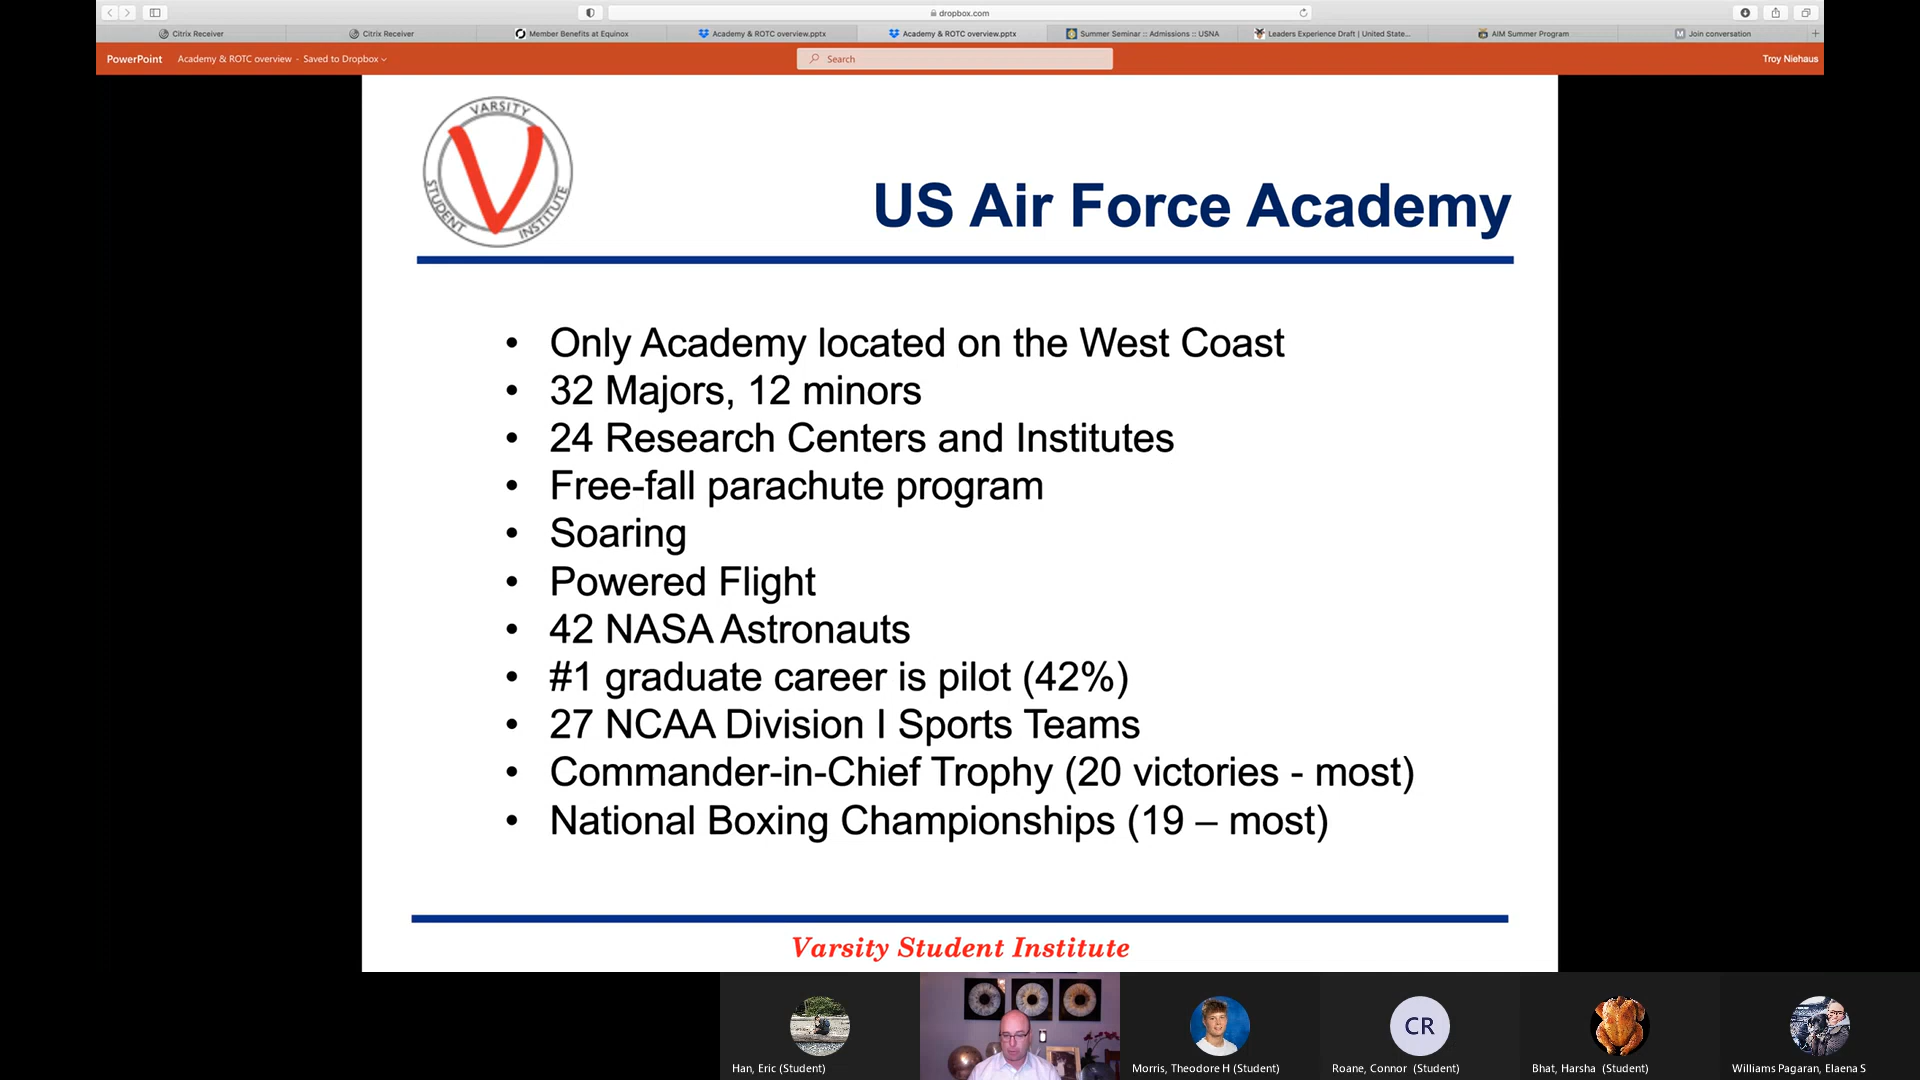 dropbox.com
Citrix Receiver
Citrix Receiver
Member Benefits at Equinox
Academy & ROTC overview.pptx
Academy & ROTC overview.pptx
Summer Seminar :: Admissions :: USNA
Leaders Experience Draft | United State...
AIM Summer Program
M Join conversation
PowerPoint Academy & ROTC overview - Saved to Dropbox
Search
Troy Niehaus
VARSITY
STUDENT INSTITUTE
V
US Air Force Academy
• Only Academy located on the West Coast
• 32 Majors, 12 minors
• 24 Research Centers and Institutes
• Free-fall parachute program
• Soaring
• Powered Flight
• 42 NASA Astronauts
• #1 graduate career is pilot (42%)
• 27 NCAA Division I Sports Teams
• Commander-in-Chief Trophy (20 victories - most)
• National Boxing Championships (19 – most)
Varsity Student Institute
CR
Han, Eric (Student)
Morris, Theodore H (Student)
Roane, Connor (Student)
Bhat, Harsha (Student)
Williams Pagaran, Elaena S